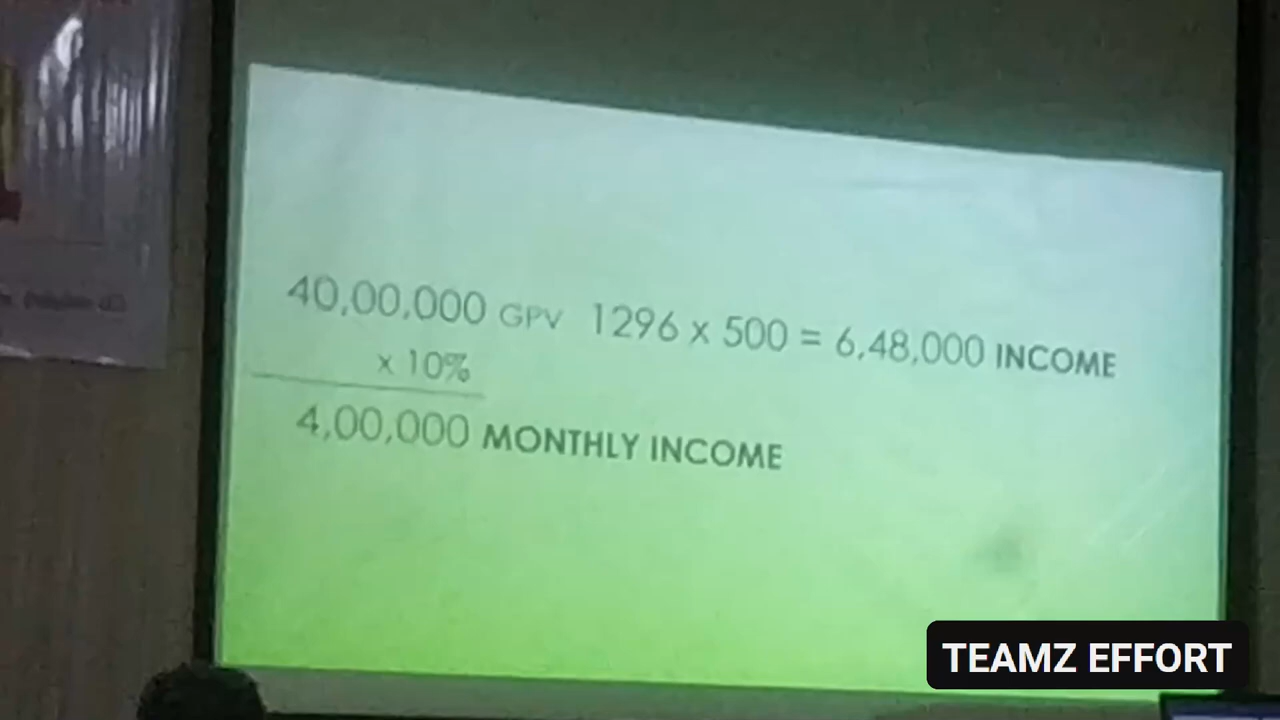 40,00,000 GPV 1296 x 500 = 6,48,000 INCOME
x 10%
4,00,000 MONTHLY INCOME
TEAMZ EFFORT